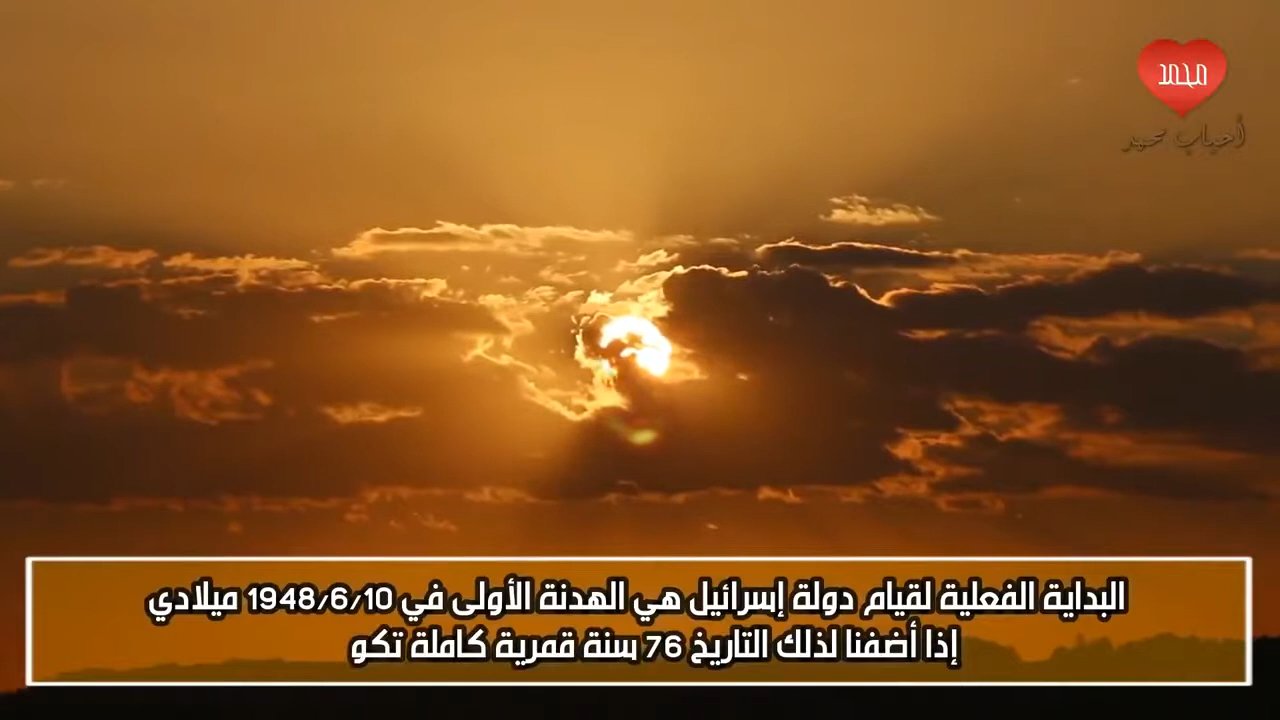 محمد
أحباب محمد
البداية الفعلية لقيام دولة إسرائيل هي الهدنة الأولى في 1948/6/10 ميلادي
إذا أضفنا لذلك التاريخ 76 سنة قمرية كاملة تكو